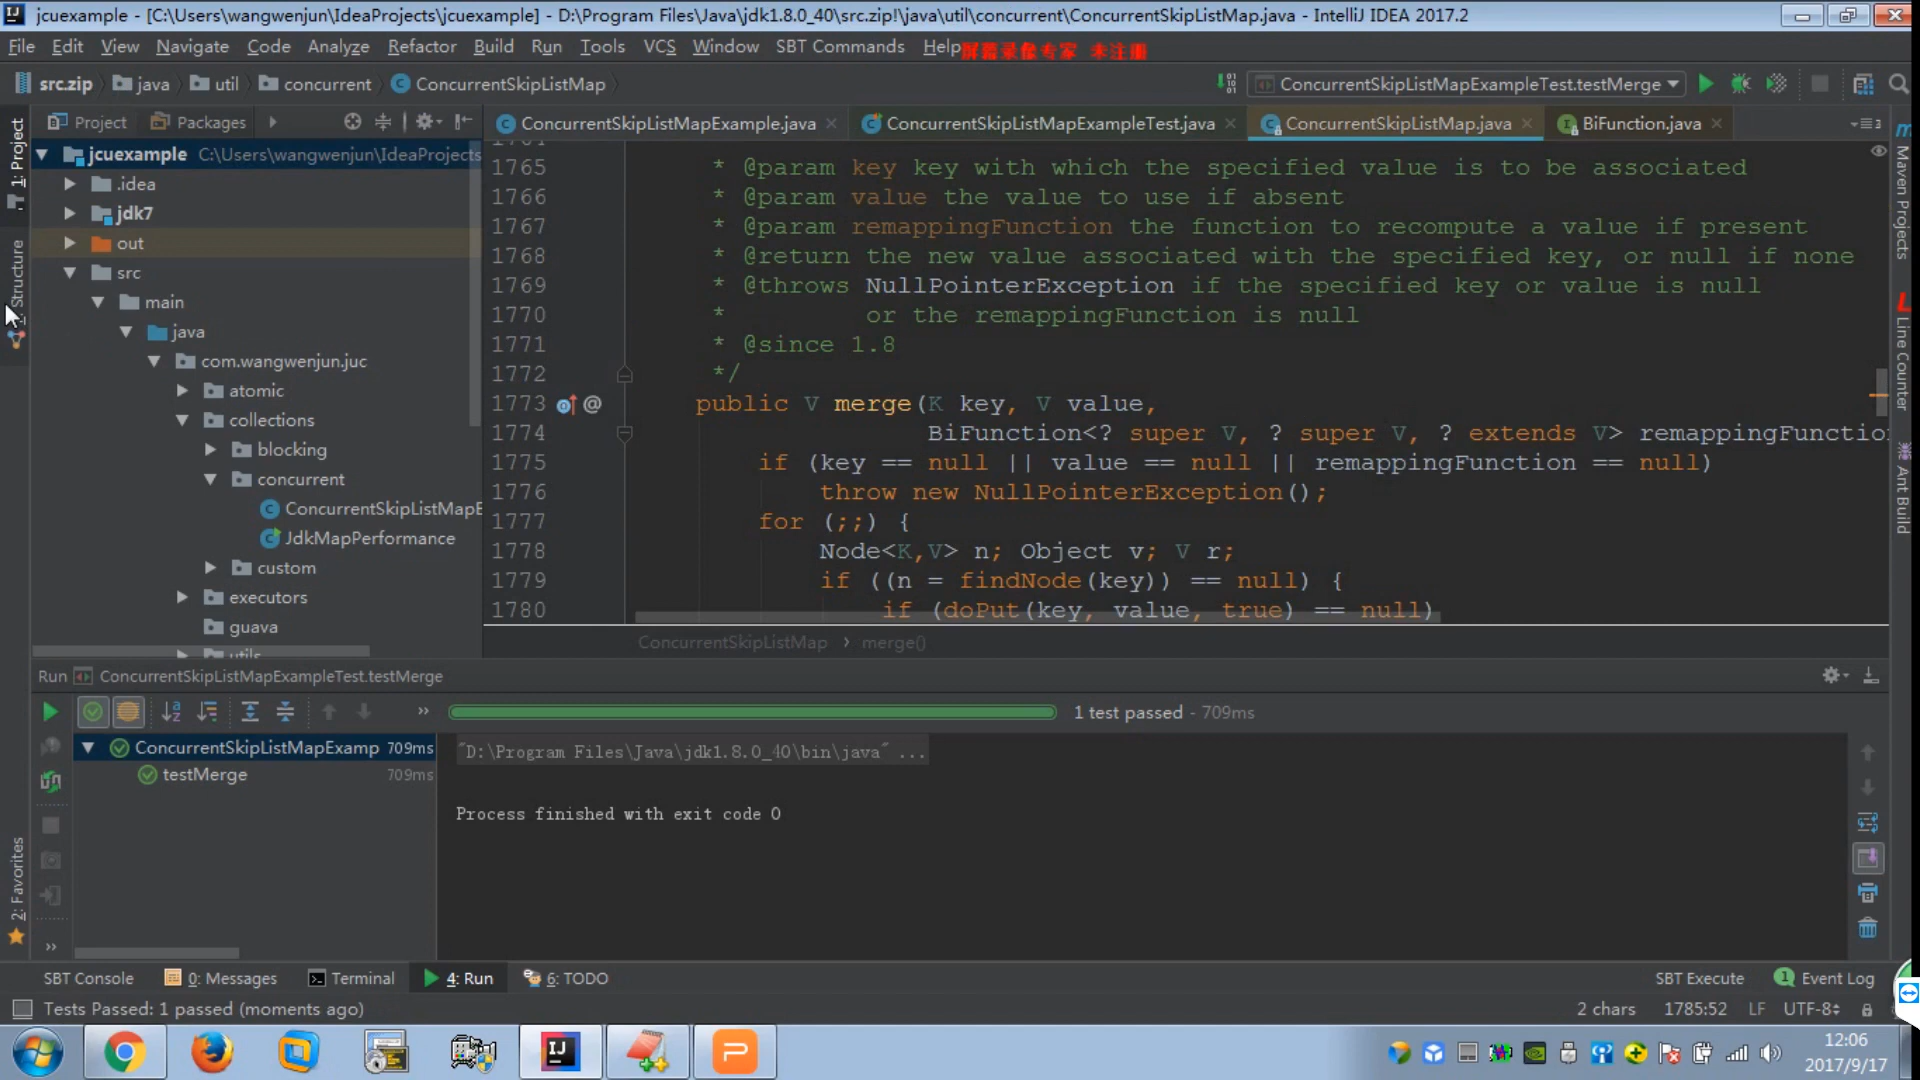 jcuexample - [C:\Users\wangwenjun\IdeaProjects\jcuexample] - D:\Program Files\Java\jdk1.8.0_40\src.zip!\java\util\concurrent\ConcurrentSkipListMap.java - IntelliJ IDEA 2017.2
File Edit View Navigate Code Analyze Refactor Build Run Tools VCS Window SBT Commands Help
屏幕录像专家 未注册
src.zip java util concurrent ConcurrentSkipListMap ConcurrentSkipListMapExampleTest.testMerge
Project Packages
ConcurrentSkipListMapExample.java ConcurrentSkipListMapExampleTest.java ConcurrentSkipListMap.java BiFunction.java
1: Project
Structure
2: Favorites
jcuexample C:\Users\wangwenjun\IdeaProjects
.idea
jdk7
out
src
main
java
com.wangwenjun.juc
atomic
collections
blocking
concurrent
ConcurrentSkipListMapE
JdkMapPerformance
custom
executors
guava
utils
1765 * @param key key with which the specified value is to be associated
1766 * @param value the value to use if absent
1767 * @param remappingFunction the function to recompute a value if present
1768 * @return the new value associated with the specified key, or null if none
1769 * @throws NullPointerException if the specified key or value is null
1770 * or the remappingFunction is null
1771 * @since 1.8
1772 */
1773 @ public V merge(K key, V value,
1774 BiFunction<? super V, ? super V, ? extends V> remappingFunctio
1775 if (key == null || value == null || remappingFunction == null)
1776 throw new NullPointerException();
1777 for (;;) {
1778 Node<K,V> n; Object v; V r;
1779 if ((n = findNode(key)) == null) {
1780 if (doPut(key, value, true) == null)
ConcurrentSkipListMap › merge()
Maven Projects
Line Counter
Ant Build
Run ConcurrentSkipListMapExampleTest.testMerge
1 test passed - 709ms
ConcurrentSkipListMapExamp 709ms
testMerge 709ms
"D:\Program Files\Java\jdk1.8.0_40\bin\java" ...
Process finished with exit code 0
SBT Console 0: Messages Terminal 4: Run 6: TODO SBT Execute 1 Event Log
Tests Passed: 1 passed (moments ago) 2 chars 1785:52 LF UTF-8
12:06
2017/9/17